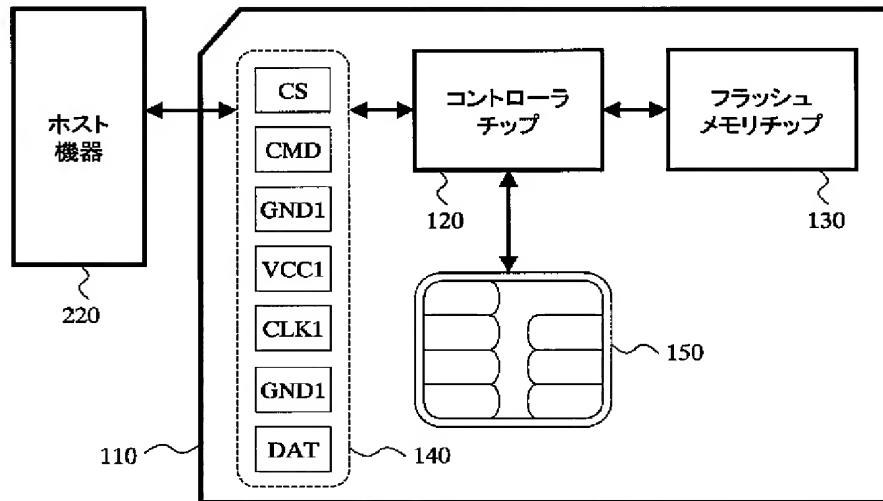 ホスト
機器
220
CS
CMD
GND1
VCC1
CLK1
GND1
DAT
110
140
コントローラ
チップ
120
フラッシュ
メモリチップ
130
150